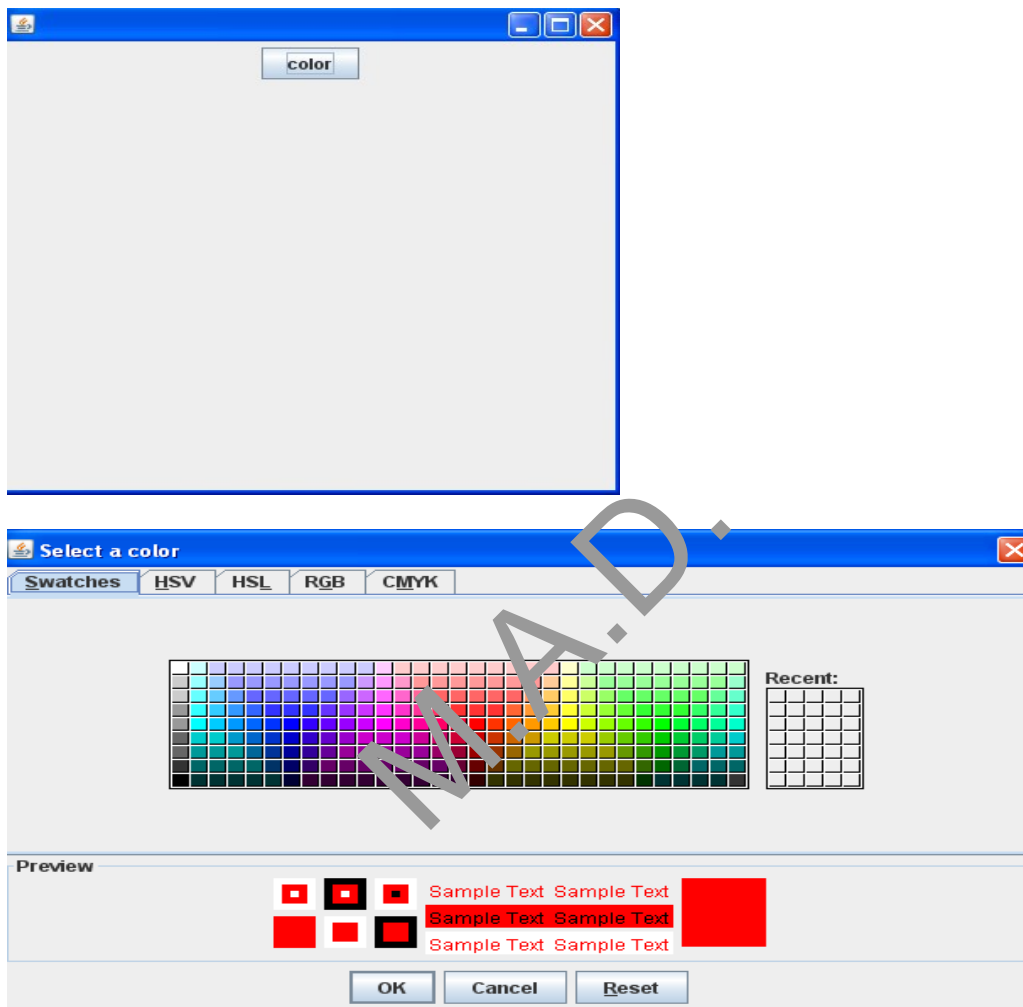 color
Select a color
Swatches HSV HSL RGB CMYK
Recent:
M.A.D.
Preview
Sample Text Sample Text
Sample Text Sample Text
Sample Text Sample Text
OK Cancel Reset